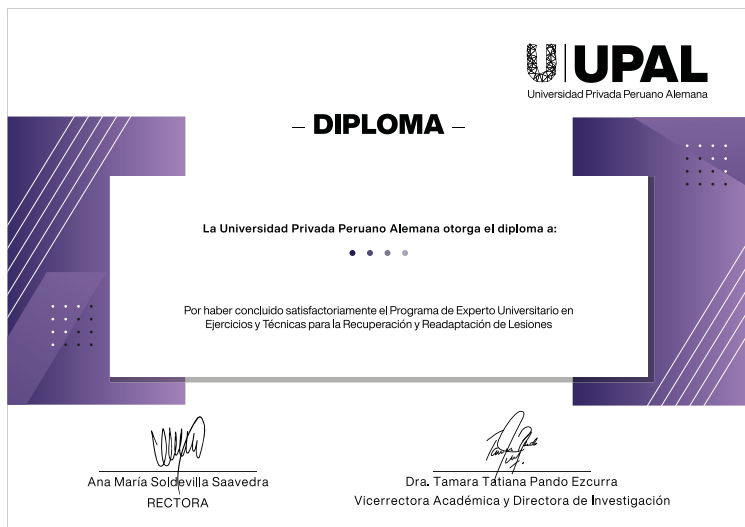 UPAL
Universidad Privada Peruano Alemana
– DIPLOMA –
La Universidad Privada Peruano Alemana otorga el diploma a:
Por haber concluido satisfactoriamente el Programa de Experto Universitario en
Ejercicios y Técnicas para la Recuperación y Readaptación de Lesiones
Ana María Soldevilla Saavedra
RECTORA
Dra. Tamara Tatiana Pando Ezcurra
Vicerrectora Académica y Directora de Investigación